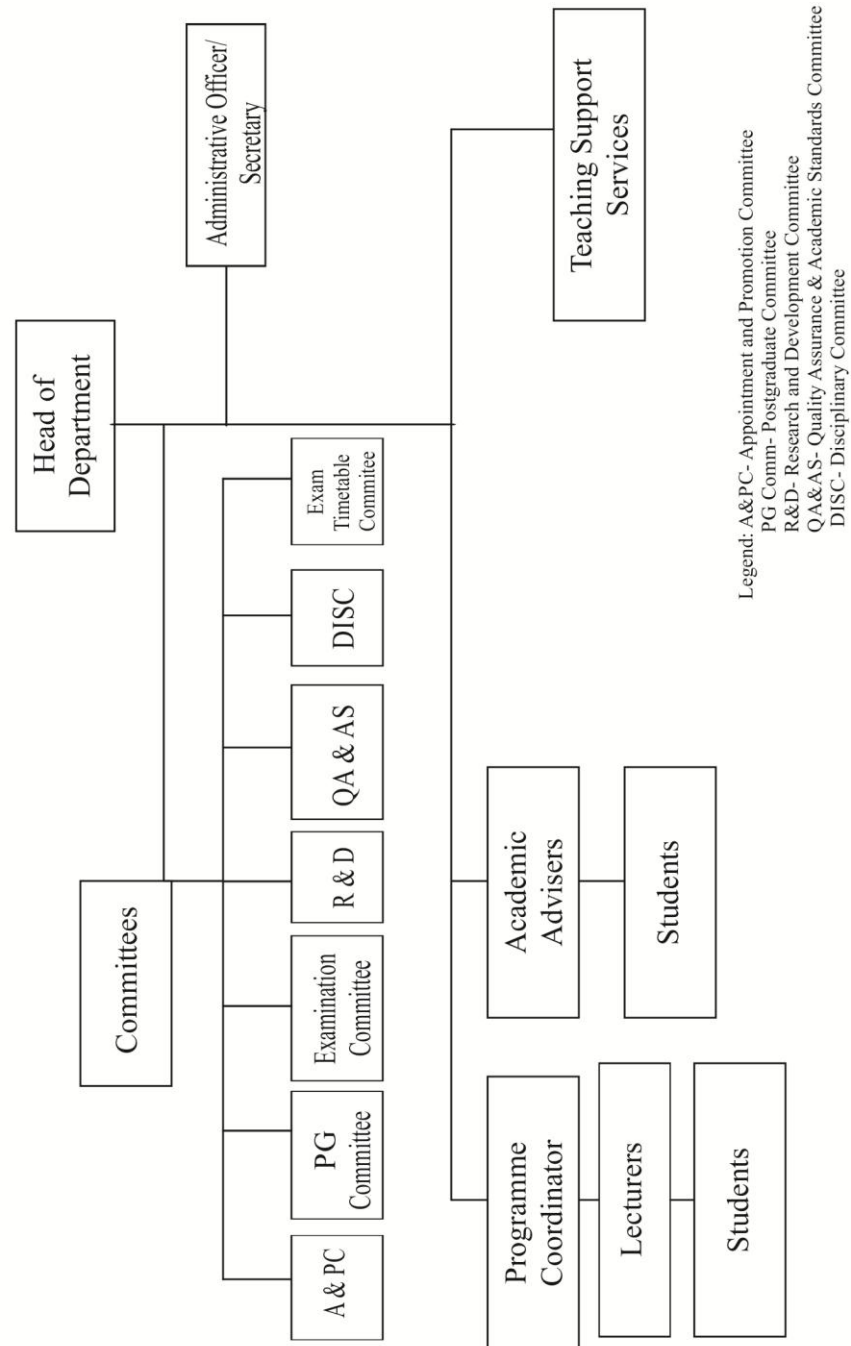 Head of
Department
Administrative Officer/
Secretary
Committees
A & PC
PG
Committee
Examination
Committee
R & D
QA & AS
DISC
Exam
Timetable
Commitee
Programme
Coordinator
Lecturers
Students
Academic
Advisers
Students
Teaching Support
Services
Legend: A&PC- Appointment and Promotion Committee
PG Comm- Postgraduate Committee
R&D- Research and Development Committee
QA&AS- Quality Assurance & Academic Standards Committee
DISC- Disciplinary Committee